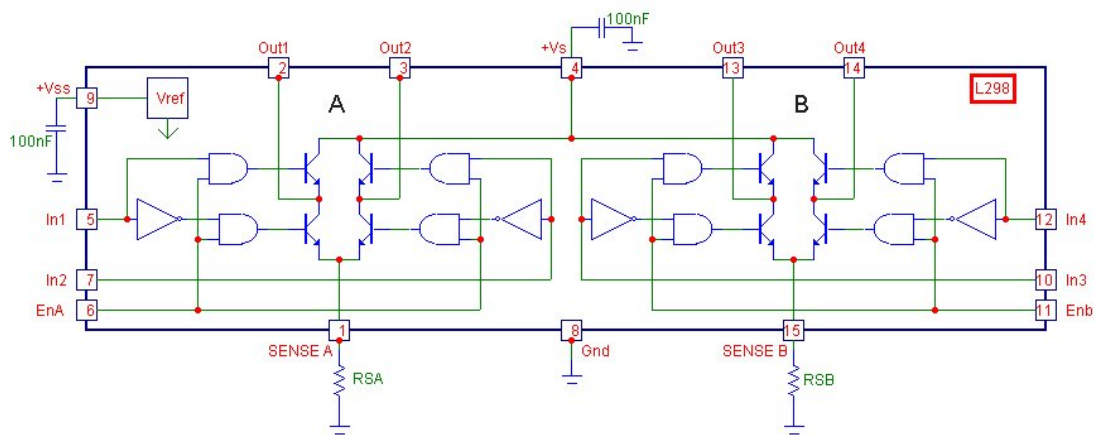 100nF
Out1
Out2
+Vs
Out3
Out4
2
3
4
13
14
+Vss
9
Vref
A
B
L298
100nF
In1
5
12
In4
In2
7
10
In3
EnA
6
11
Enb
1
8
15
SENSE A
Gnd
SENSE B
RSA
RSB